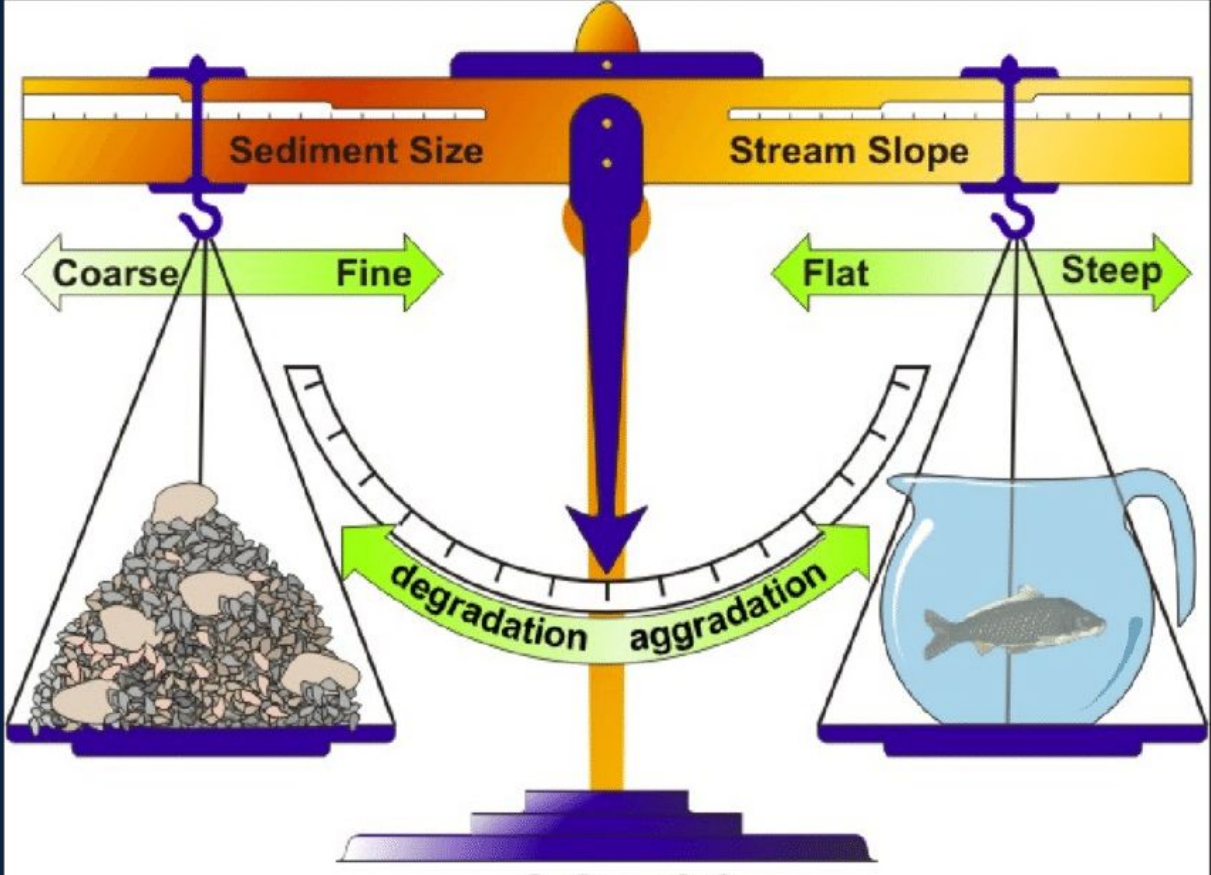 Sediment Size
Stream Slope
Coarse
Fine
Flat
Steep
degradation
aggradation